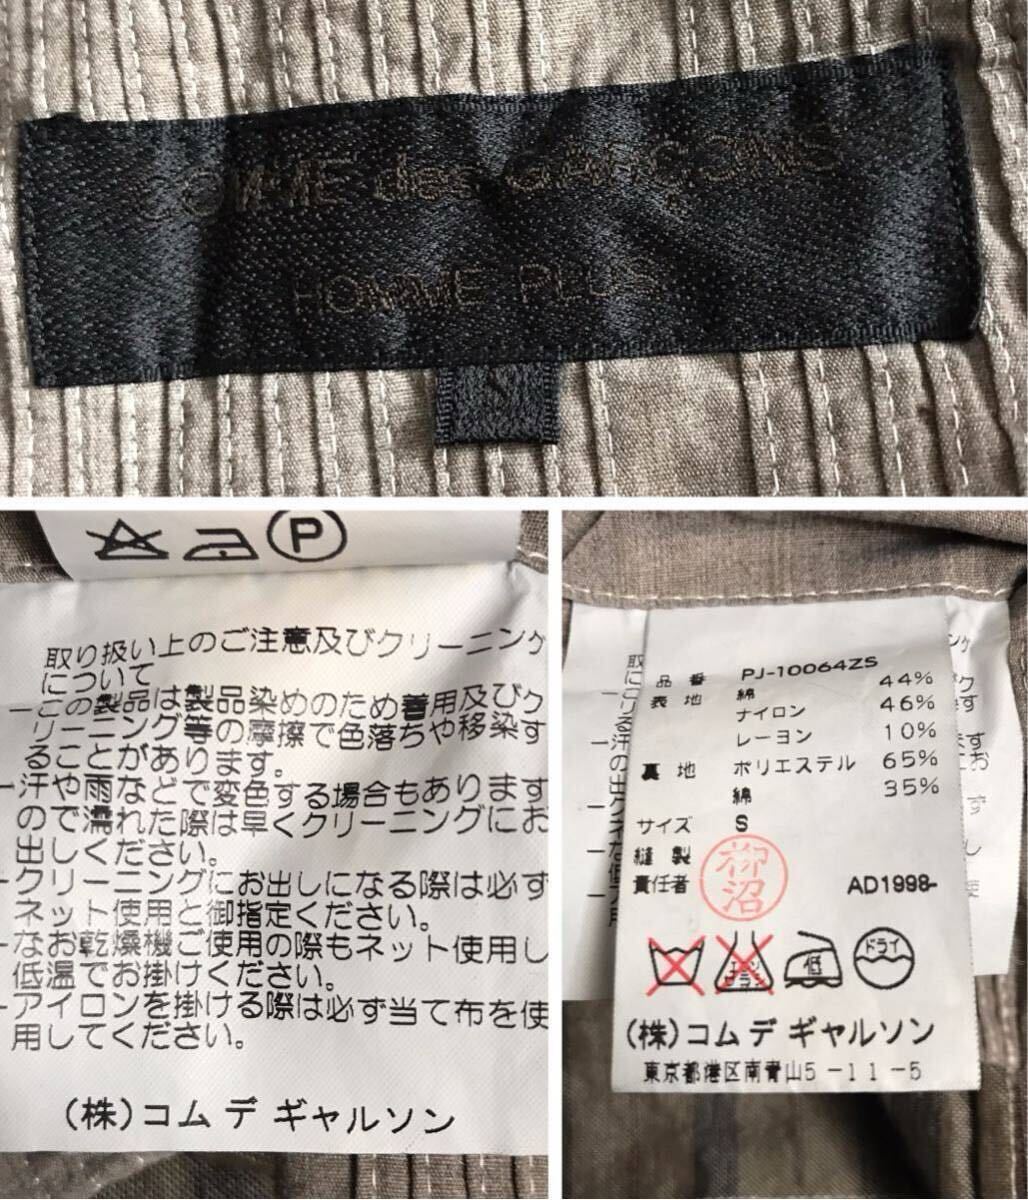 COMME des GARÇONS
HOMME PLUS
S
P
取り扱い上のご注意及びクリーニング
について
ーこの製品は製品染めのため着用及びク
リーニング等の摩擦で色落ちや移染す
ることがあります。
ー汗や雨などで変色する場合もあります
ので濡れた際は早くクリーニングにお
出しください。
ークリーニングにお出しになる際は必ず
ネット使用と御指定ください。
ーなお乾燥機ご使用の際もネット使用し
低温でお掛けください。
ーアイロンを掛ける際は必ず当て布を使
用してください。
(株)コム デ ギャルソン
品番 PJ-10064ZS
表地 綿 44%
ナイロン 46%
レーヨン 10%
裏地 ポリエステル 65%
綿 35%
サイズ S
縫製
責任者 柳沼 AD1998-
エンソ
サラシ 低 ドライ
(株)コム デ ギャルソン
東京都港区南青山5-11-5